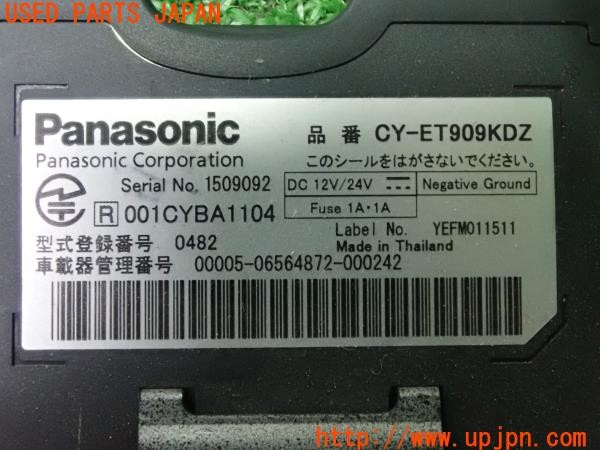 USED PARTS JAPAN
Panasonic
品 番 CY-ET909KDZ
Panasonic Corporation
このシールをはがさないでください。
Serial No. 1509092
DC 12V/24V
Negative Ground
Fuse 1A・1A
R 001CYBA1104
Label No. YEFM011511
Made in Thailand
型式登録番号 0482
車載器管理番号 00005-06564872-000242
http://www.upjpn.com